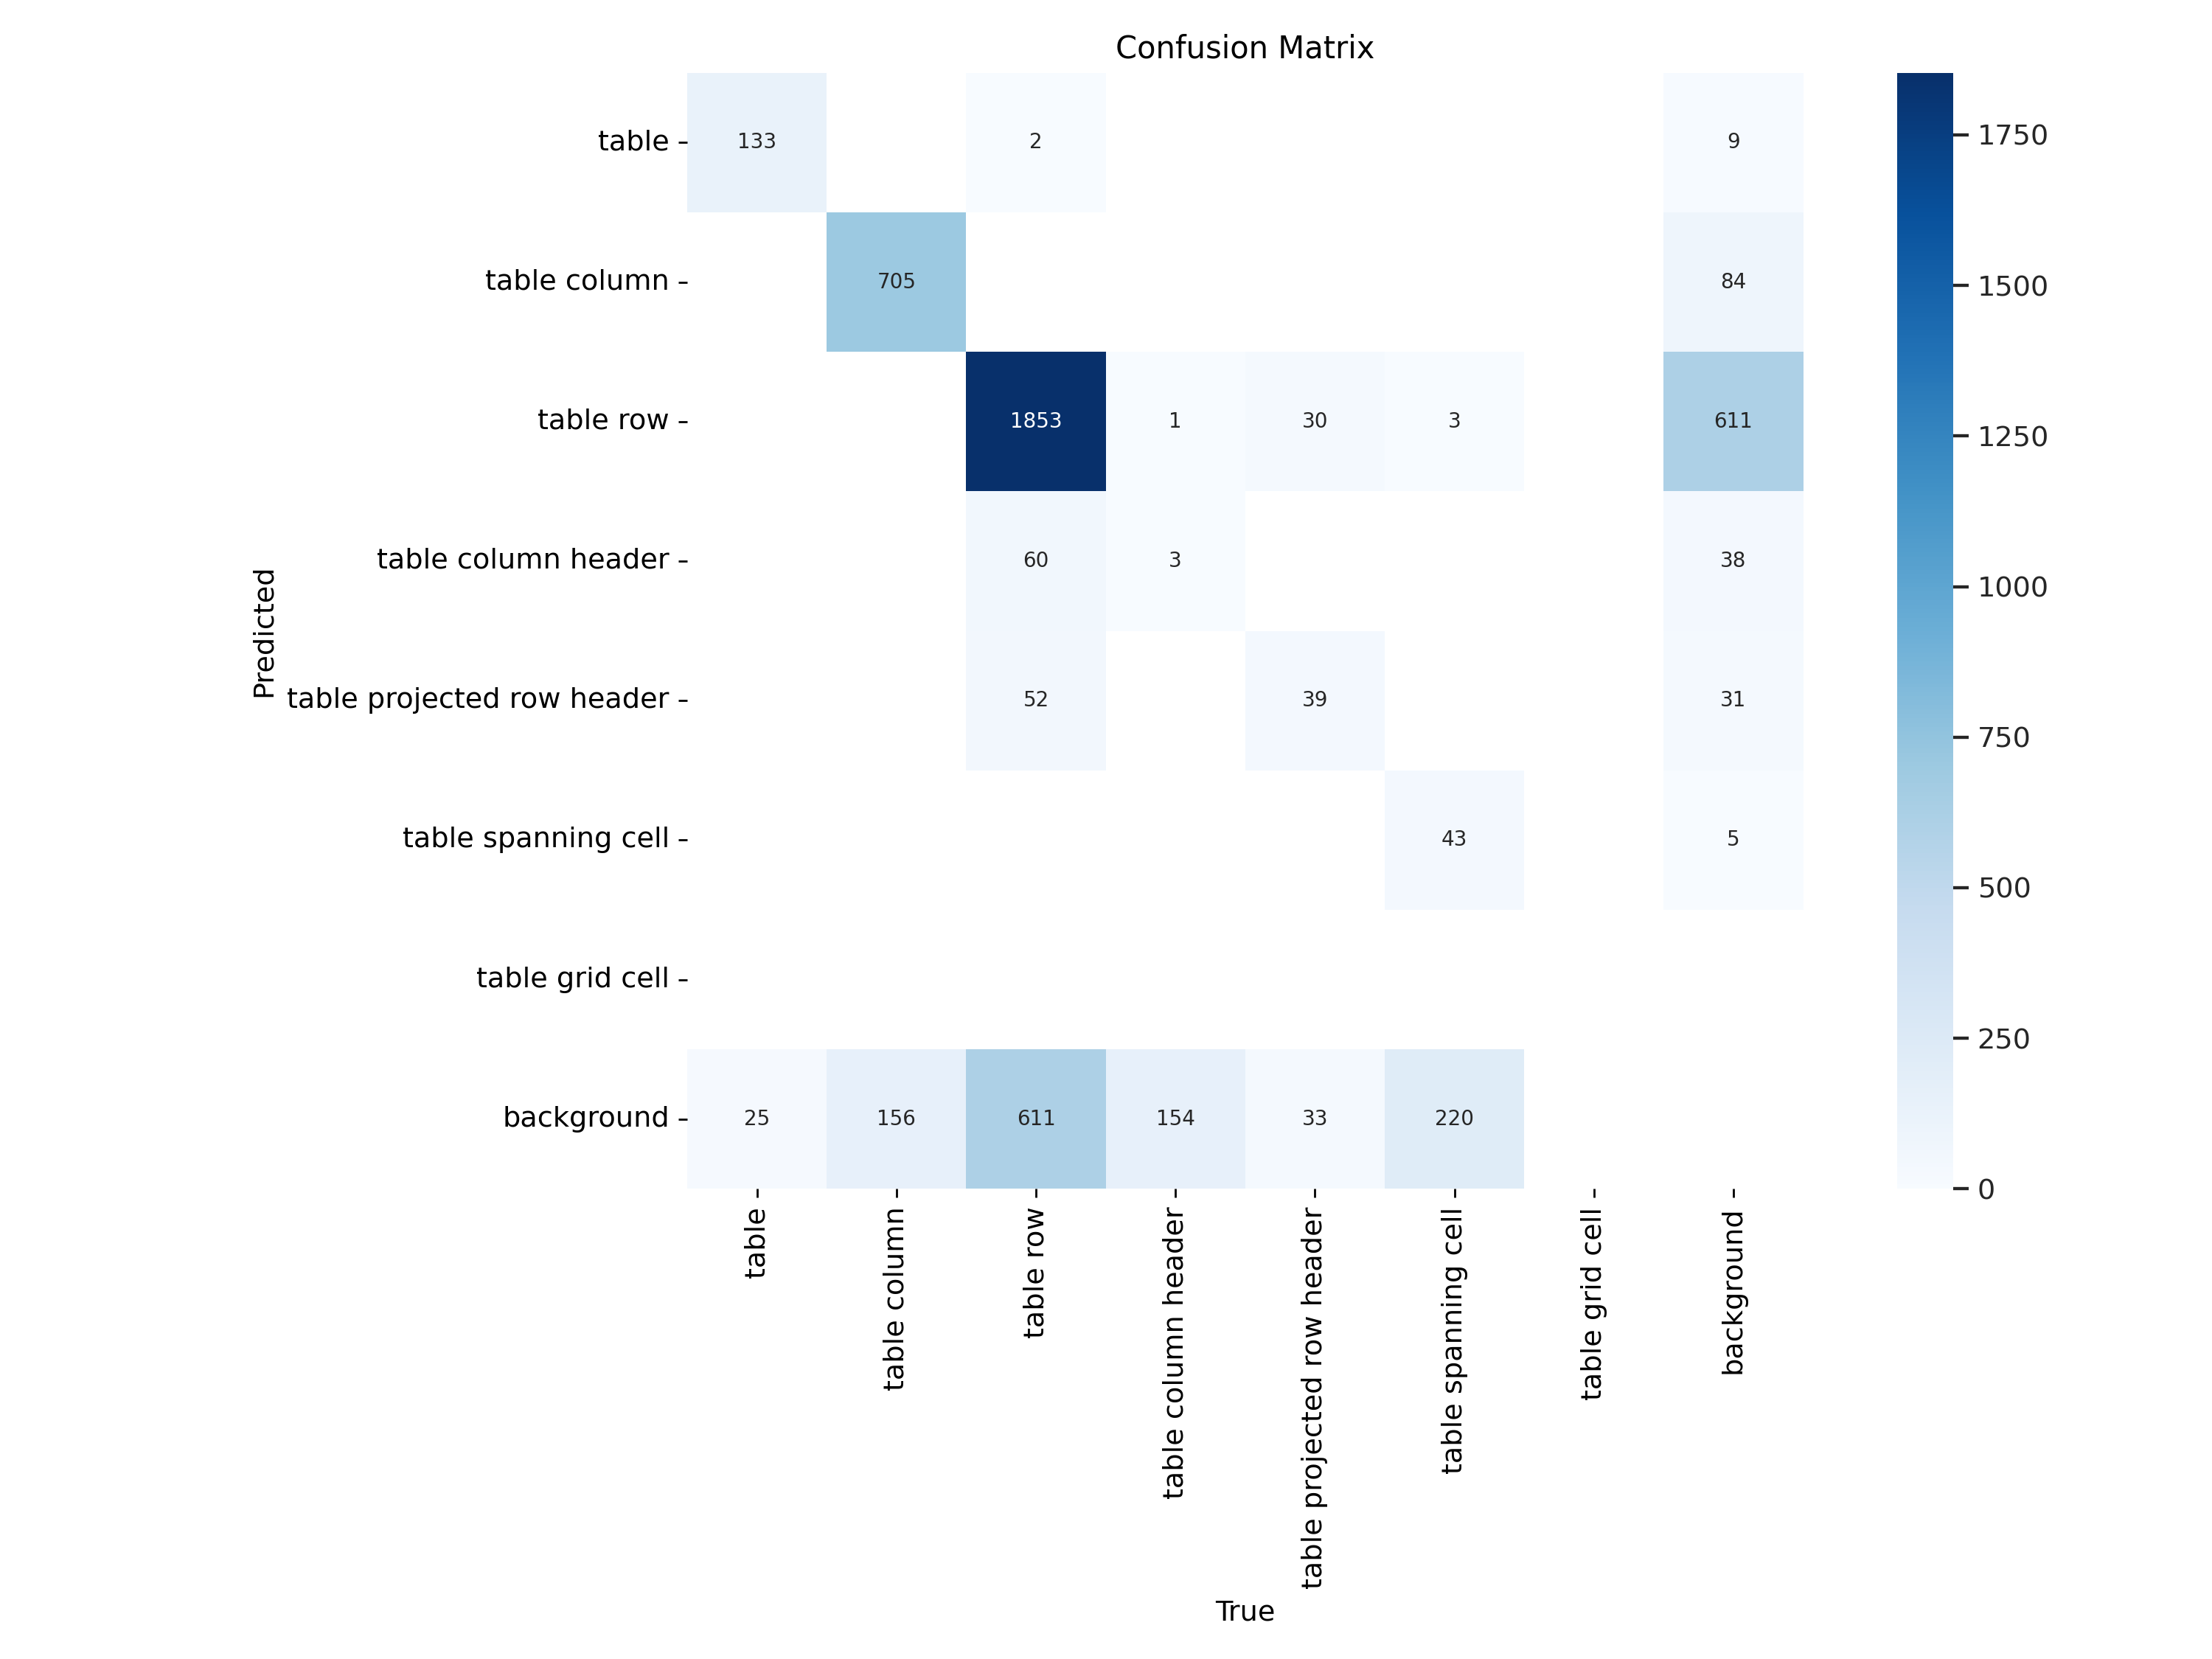 Confusion Matrix
table
133
2
9
table column
705
84
table row
1853
1
30
3
611
table column header
60
3
38
table projected row header
52
39
31
table spanning cell
43
5
table grid cell
background
25
156
611
154
33
220
Predicted
table
table column
table row
table column header
table projected row header
table spanning cell
table grid cell
background
True
1750
1500
1250
1000
750
500
250
0